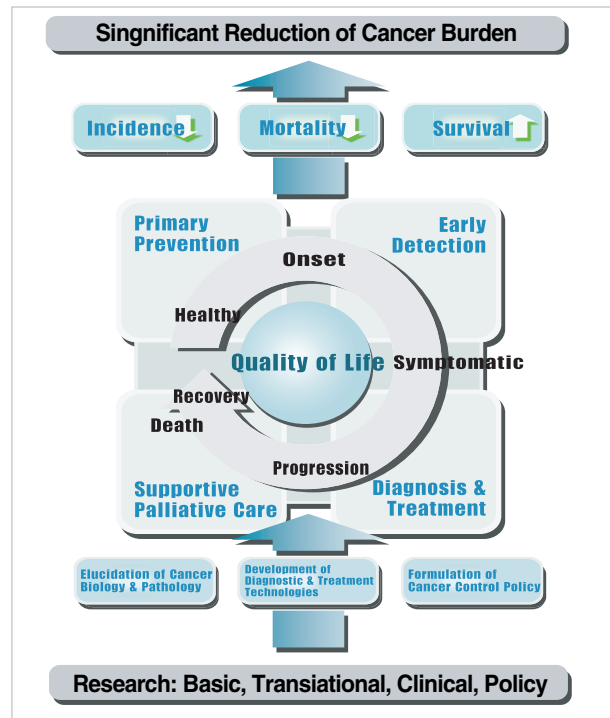 Singnificant Reduction of Cancer Burden
Incidence
Mortality
Survival
Primary
Prevention
Early
Detection
Onset
Healthy
Quality of Life
Symptomatic
Recovery
Death
Progression
Supportive
Palliative Care
Diagnosis &
Treatment
Elucidation of Cancer
Biology & Pathology
Development of
Diagnostic & Treatment
Technologies
Formulation of
Cancer Control Policy
Research: Basic, Transiational, Clinical, Policy